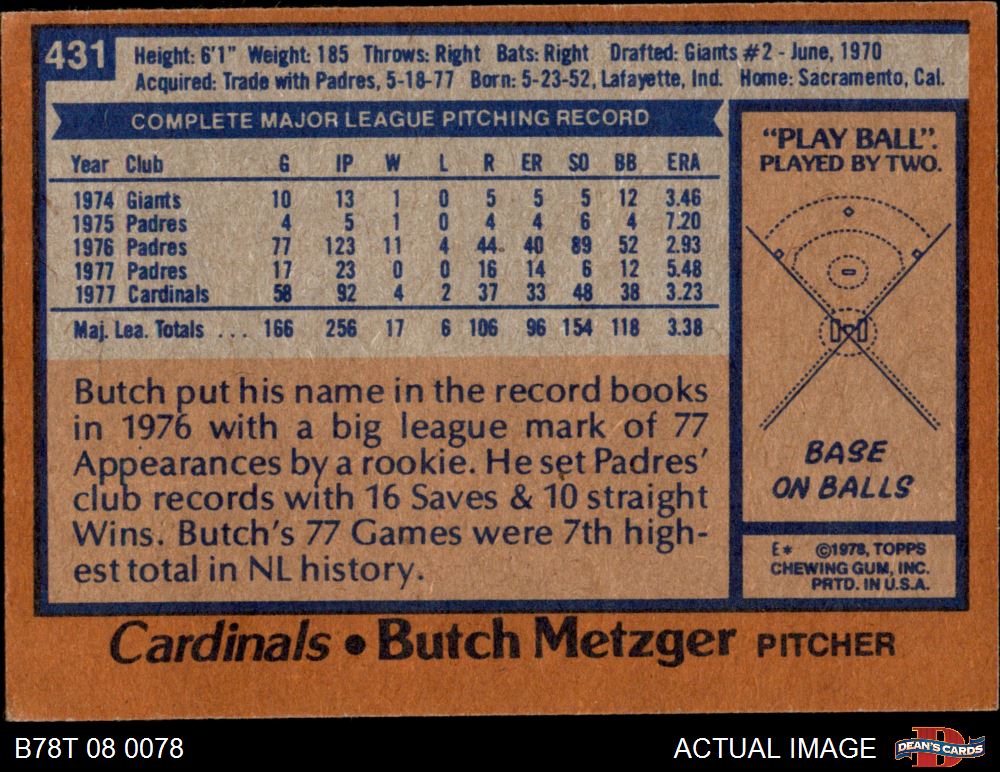 431
Height: 6'1" Weight: 185 Throws: Right Bats: Right Drafted: Giants #2 - June, 1970
Acquired: Trade with Padres, 5-18-77 Born: 5-23-52, Lafayette, Ind. Home: Sacramento, Cal.
COMPLETE MAJOR LEAGUE PITCHING RECORD
Year Club G IP W L R ER SO BB ERA
1974 Giants 10 13 1 0 5 5 5 12 3.46
1975 Padres 4 5 1 0 4 4 6 4 7.20
1976 Padres 77 123 11 4 44 40 89 52 2.93
1977 Padres 17 23 0 0 16 14 6 12 5.48
1977 Cardinals 58 92 4 2 37 33 48 38 3.23
Maj. Lea. Totals ... 166 256 17 6 106 96 154 118 3.38
Butch put his name in the record books
in 1976 with a big league mark of 77
Appearances by a rookie. He set Padres'
club records with 16 Saves & 10 straight
Wins. Butch's 77 Games were 7th high-
est total in NL history.
"PLAY BALL".
PLAYED BY TWO.
BASE
ON BALLS
E* ©1978, TOPPS
CHEWING GUM, INC.
PRTD. IN U.S.A.
Cardinals • Butch Metzger PITCHER
B78T 08 0078
ACTUAL IMAGE
DEAN'S CARDS